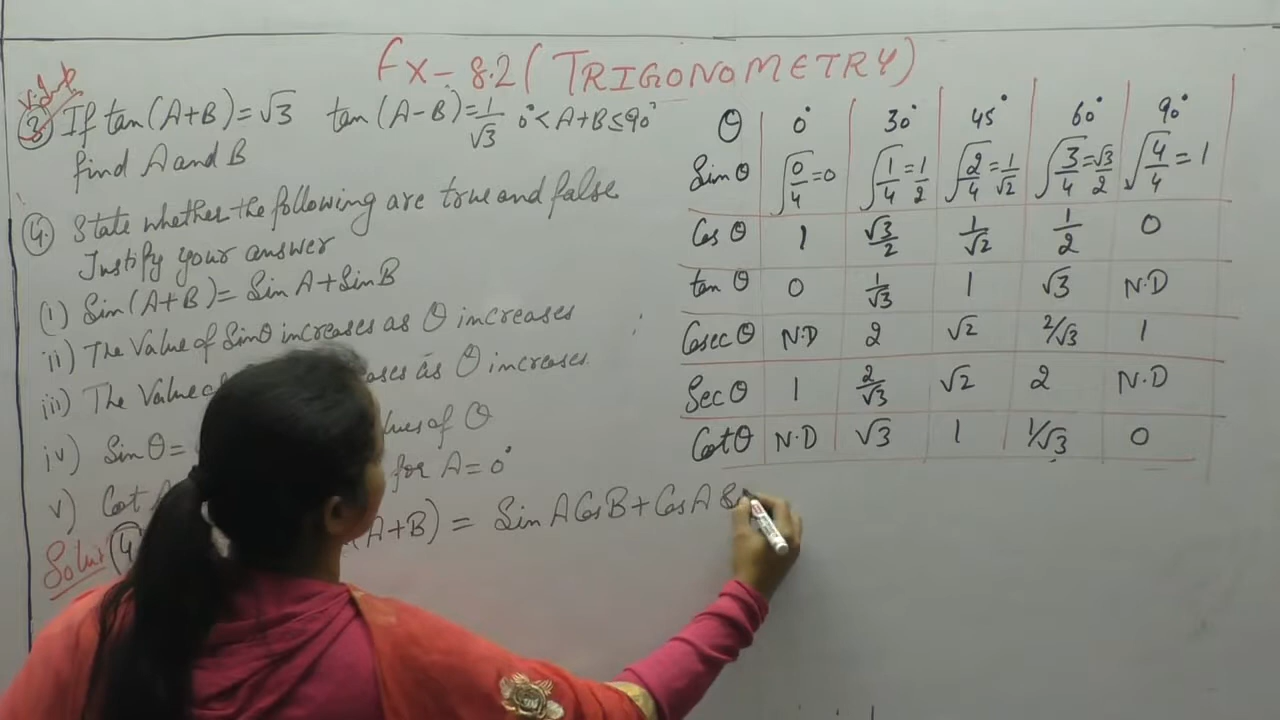 Ex-8.2 (TRIGONOMETRY)
③ If tan(A+B)=√3 tan(A-B)=1/√3 0°<A+B≤90°
find A and B
④ State whether the following are true and false
Justify your answer
(i) Sin(A+B)= Sin A+ Sin B
ii) The Value of Sinθ increases as θ increases
iii) The Value as θ increases
iv) Sin θ= of θ
v) Cot A for A=0°
Solu: (4 (A+B) = Sin A Cos B + Cos A
θ 0° 30° 45° 60° 90°
Sin θ √0/4=0 √1/4=1/2 √2/4=1/√2 √3/4=√3/2 √4/4=1
Cos θ 1 √3/2 1/√2 1/2 0
tan θ 0 1/√3 1 √3 N.D
Cosec θ N.D 2 √2 2/√3 1
Sec θ 1 2/√3 √2 2 N.D
Cot θ N.D √3 1 1/√3 0